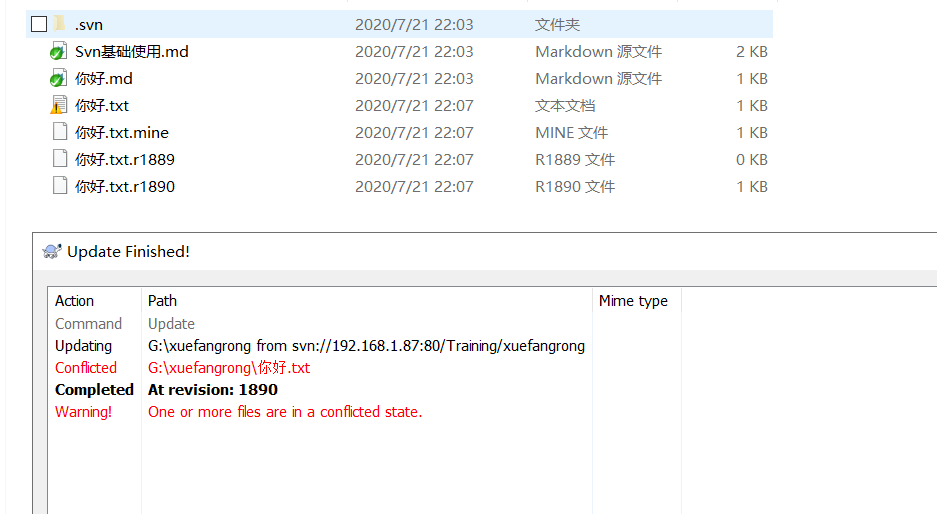 .svn 2020/7/21 22:03 文件夹
Svn基础使用.md 2020/7/21 22:03 Markdown 源文件 2 KB
你好.md 2020/7/21 22:03 Markdown 源文件 1 KB
你好.txt 2020/7/21 22:07 文本文档 1 KB
你好.txt.mine 2020/7/21 22:07 MINE 文件 1 KB
你好.txt.r1889 2020/7/21 22:07 R1889 文件 0 KB
你好.txt.r1890 2020/7/21 22:07 R1890 文件 1 KB
Update Finished!
Action Path Mime type
Command Update
Updating G:\xuefangrong from svn://192.168.1.87:80/Training/xuefangrong
Conflicted G:\xuefangrong\你好.txt
Completed At revision: 1890
Warning! One or more files are in a conflicted state.